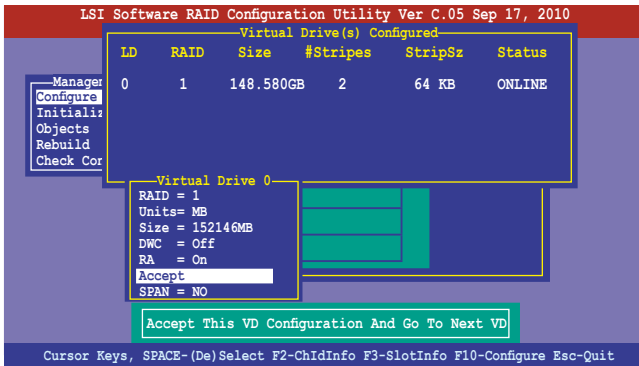 LSI Software RAID Configuration Utility Ver C.05 Sep 17, 2010
Virtual Drive(s) Configured
LD RAID Size #Stripes StripSz Status
0 1 148.580GB 2 64 KB ONLINE
Manage
Configure
Initializ
Objects
Rebuild
Check Con
Virtual Drive 0
RAID = 1
Units= MB
Size = 152146MB
DWC = Off
RA = On
Accept
SPAN = NO
Accept This VD Configuration And Go To Next VD
Cursor Keys, SPACE-(De)Select F2-ChIdInfo F3-SlotInfo F10-Configure Esc-Quit